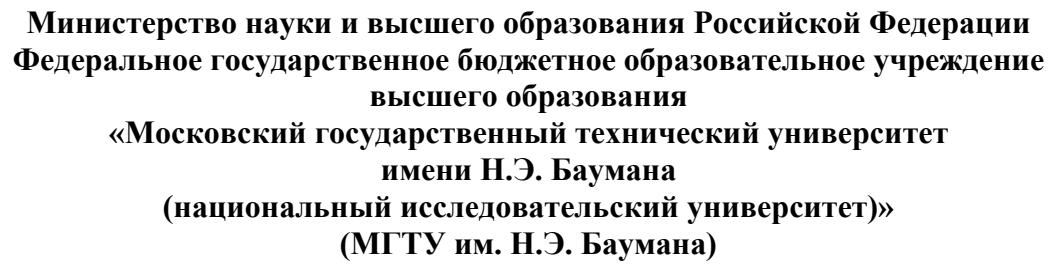 Министерство науки и высшего образования Российской Федерации
Федеральное государственное бюджетное образовательное учреждение
высшего образования
«Московский государственный технический университет
имени Н.Э. Баумана
(национальный исследовательский университет)»
(МГТУ им. Н.Э. Баумана)